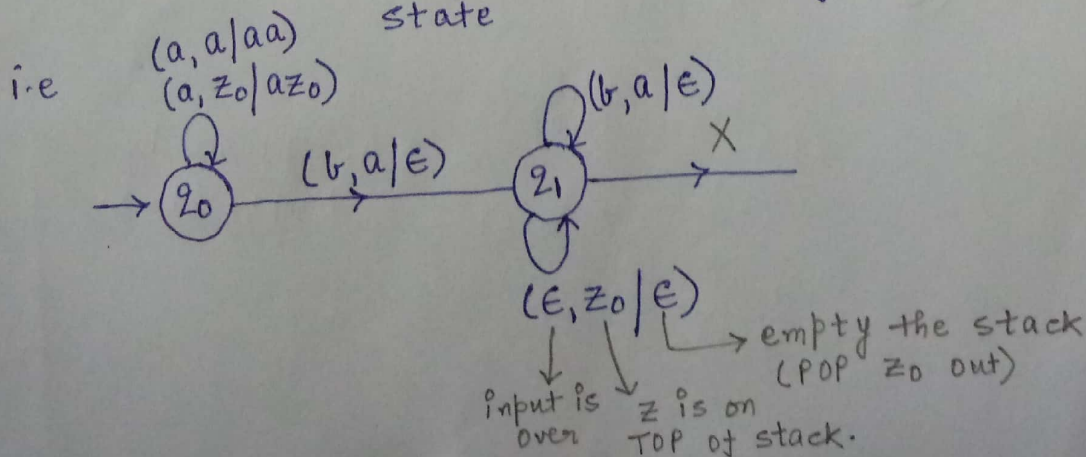 state
i.e
(a, a/aa)
(a, z₀/az₀)
(b, a/ε)
(b, a/ε)
X
q₀
q₁
(ε, z₀/ε)
empty the stack
(POP z₀ out)
input is over
z is on TOP of stack.